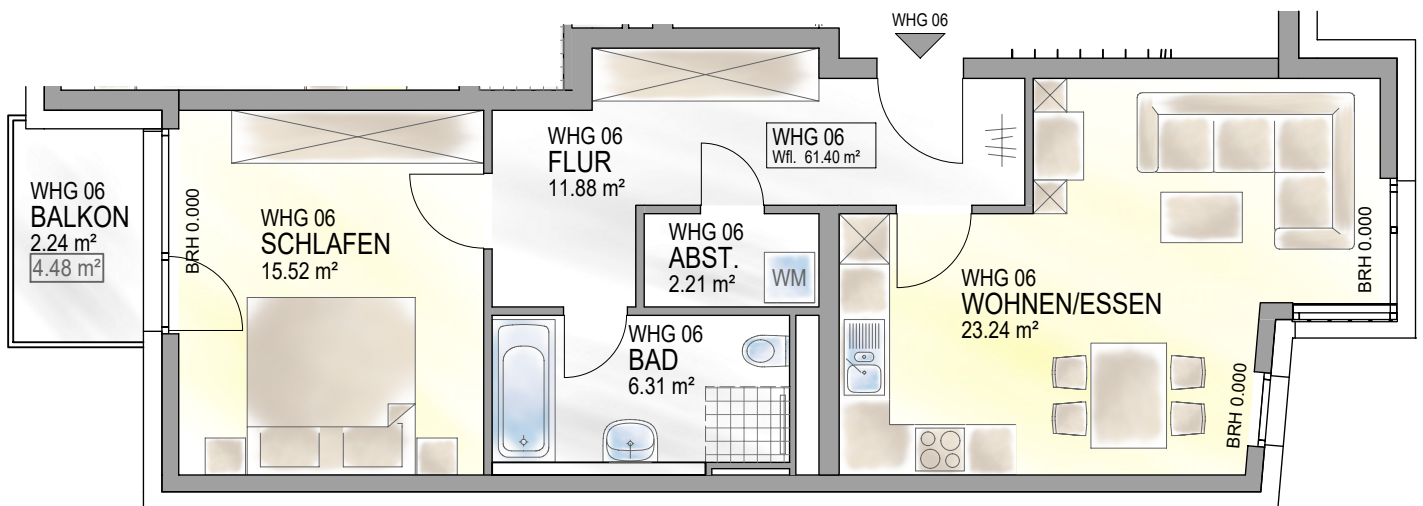 WHG 06
WHG 06
BALKON
2.24 m²
4.48 m²
BRH 0.000
WHG 06
SCHLAFEN
15.52 m²
WHG 06
FLUR
11.88 m²
WHG 06
Wfl. 61.40 m²
WHG 06
ABST.
2.21 m²
WM
WHG 06
BAD
6.31 m²
WHG 06
WOHNEN/ESSEN
23.24 m²
BRH 0.000
BRH 0.000